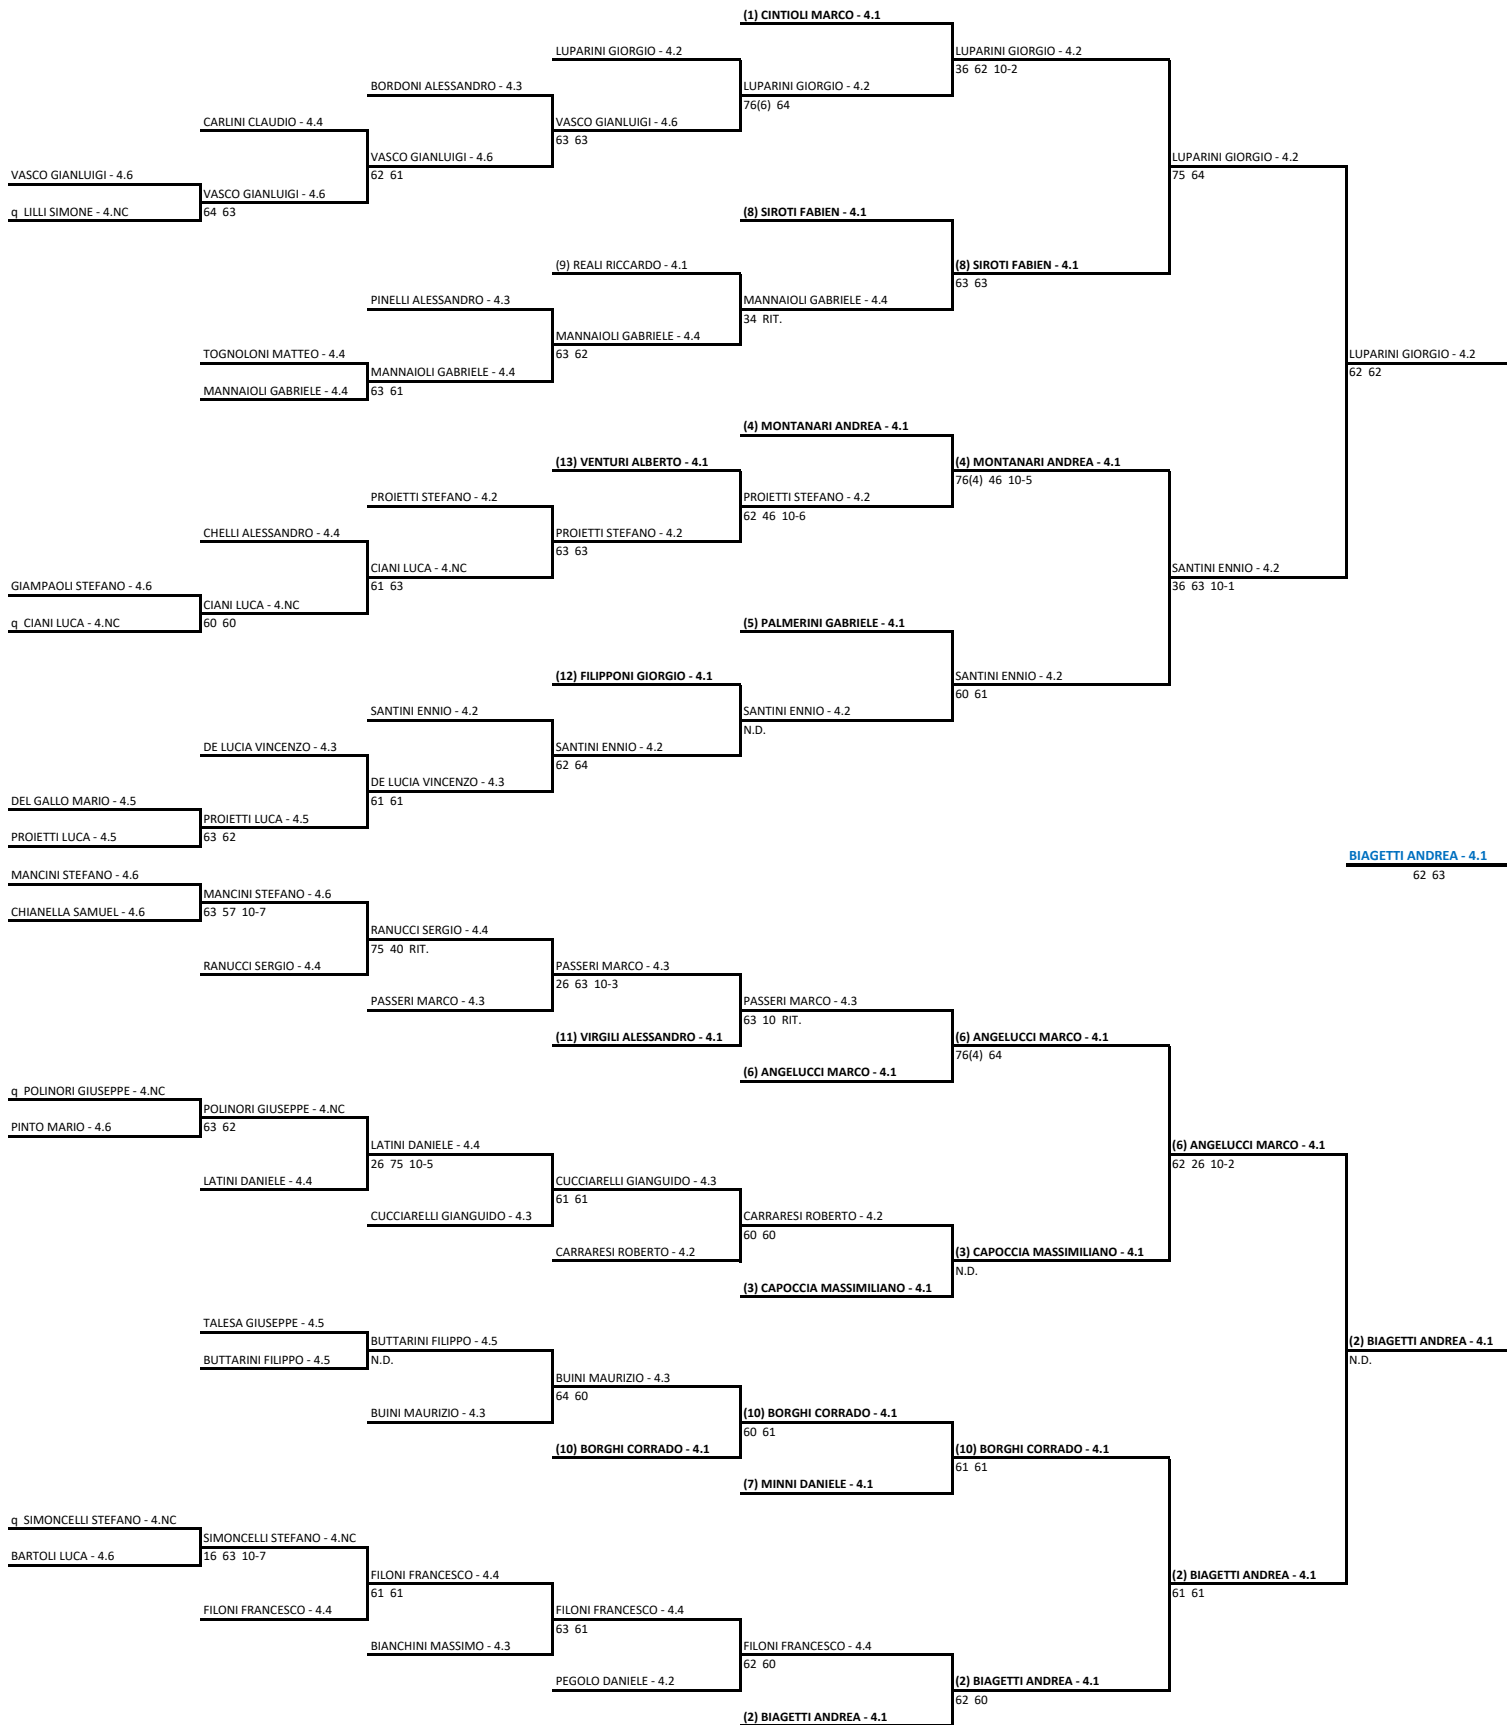 (1) CINTIOLI MARCO - 4.1
LUPARINI GIORGIO - 4.2
LUPARINI GIORGIO - 4.2
36 62 10-2
BORDONI ALESSANDRO - 4.3
LUPARINI GIORGIO - 4.2
76(6) 64
CARLINI CLAUDIO - 4.4
VASCO GIANLUIGI - 4.6
63 63
VASCO GIANLUIGI - 4.6
62 61
LUPARINI GIORGIO - 4.2
75 64
VASCO GIANLUIGI - 4.6
VASCO GIANLUIGI - 4.6
64 63
q LILLI SIMONE - 4.NC
(8) SIROTI FABIEN - 4.1
(9) REALI RICCARDO - 4.1
(8) SIROTI FABIEN - 4.1
63 63
PINELLI ALESSANDRO - 4.3
MANNAIOLI GABRIELE - 4.4
34 RIT.
MANNAIOLI GABRIELE - 4.4
63 62
TOGNOLONI MATTEO - 4.4
LUPARINI GIORGIO - 4.2
62 62
MANNAIOLI GABRIELE - 4.4
63 61
MANNAIOLI GABRIELE - 4.4
(4) MONTANARI ANDREA - 4.1
(13) VENTURI ALBERTO - 4.1
(4) MONTANARI ANDREA - 4.1
76(4) 46 10-5
PROIETTI STEFANO - 4.2
PROIETTI STEFANO - 4.2
62 46 10-6
CHELLI ALESSANDRO - 4.4
PROIETTI STEFANO - 4.2
63 63
CIANI LUCA - 4.NC
61 63
SANTINI ENNIO - 4.2
36 63 10-1
GIAMPAOLI STEFANO - 4.6
CIANI LUCA - 4.NC
60 60
q CIANI LUCA - 4.NC
(5) PALMERINI GABRIELE - 4.1
(12) FILIPPONI GIORGIO - 4.1
SANTINI ENNIO - 4.2
60 61
SANTINI ENNIO - 4.2
SANTINI ENNIO - 4.2
N.D.
DE LUCIA VINCENZO - 4.3
SANTINI ENNIO - 4.2
62 64
DE LUCIA VINCENZO - 4.3
61 61
DEL GALLO MARIO - 4.5
PROIETTI LUCA - 4.5
63 62
PROIETTI LUCA - 4.5
BIAGETTI ANDREA - 4.1
62 63
MANCINI STEFANO - 4.6
MANCINI STEFANO - 4.6
63 57 10-7
CHIANELLA SAMUEL - 4.6
RANUCCI SERGIO - 4.4
75 40 RIT.
RANUCCI SERGIO - 4.4
PASSERI MARCO - 4.3
26 63 10-3
PASSERI MARCO - 4.3
PASSERI MARCO - 4.3
63 10 RIT.
(11) VIRGILI ALESSANDRO - 4.1
(6) ANGELUCCI MARCO - 4.1
76(4) 64
(6) ANGELUCCI MARCO - 4.1
q POLINORI GIUSEPPE - 4.NC
POLINORI GIUSEPPE - 4.NC
63 62
PINTO MARIO - 4.6
LATINI DANIELE - 4.4
26 75 10-5
(6) ANGELUCCI MARCO - 4.1
62 26 10-2
LATINI DANIELE - 4.4
CUCCIARELLI GIANGUIDO - 4.3
61 61
CUCCIARELLI GIANGUIDO - 4.3
CARRARESI ROBERTO - 4.2
60 60
CARRARESI ROBERTO - 4.2
(3) CAPOCCIA MASSIMILIANO - 4.1
N.D.
(3) CAPOCCIA MASSIMILIANO - 4.1
TALESA GIUSEPPE - 4.5
BUTTARINI FILIPPO - 4.5
N.D.
(2) BIAGETTI ANDREA - 4.1
N.D.
BUTTARINI FILIPPO - 4.5
BUINI MAURIZIO - 4.3
64 60
BUINI MAURIZIO - 4.3
(10) BORGHI CORRADO - 4.1
60 61
(10) BORGHI CORRADO - 4.1
(10) BORGHI CORRADO - 4.1
61 61
(7) MINNI DANIELE - 4.1
q SIMONCELLI STEFANO - 4.NC
SIMONCELLI STEFANO - 4.NC
16 63 10-7
BARTOLI LUCA - 4.6
FILONI FRANCESCO - 4.4
61 61
(2) BIAGETTI ANDREA - 4.1
61 61
FILONI FRANCESCO - 4.4
FILONI FRANCESCO - 4.4
63 61
BIANCHINI MASSIMO - 4.3
FILONI FRANCESCO - 4.4
62 60
PEGOLO DANIELE - 4.2
(2) BIAGETTI ANDREA - 4.1
62 60
(2) BIAGETTI ANDREA - 4.1